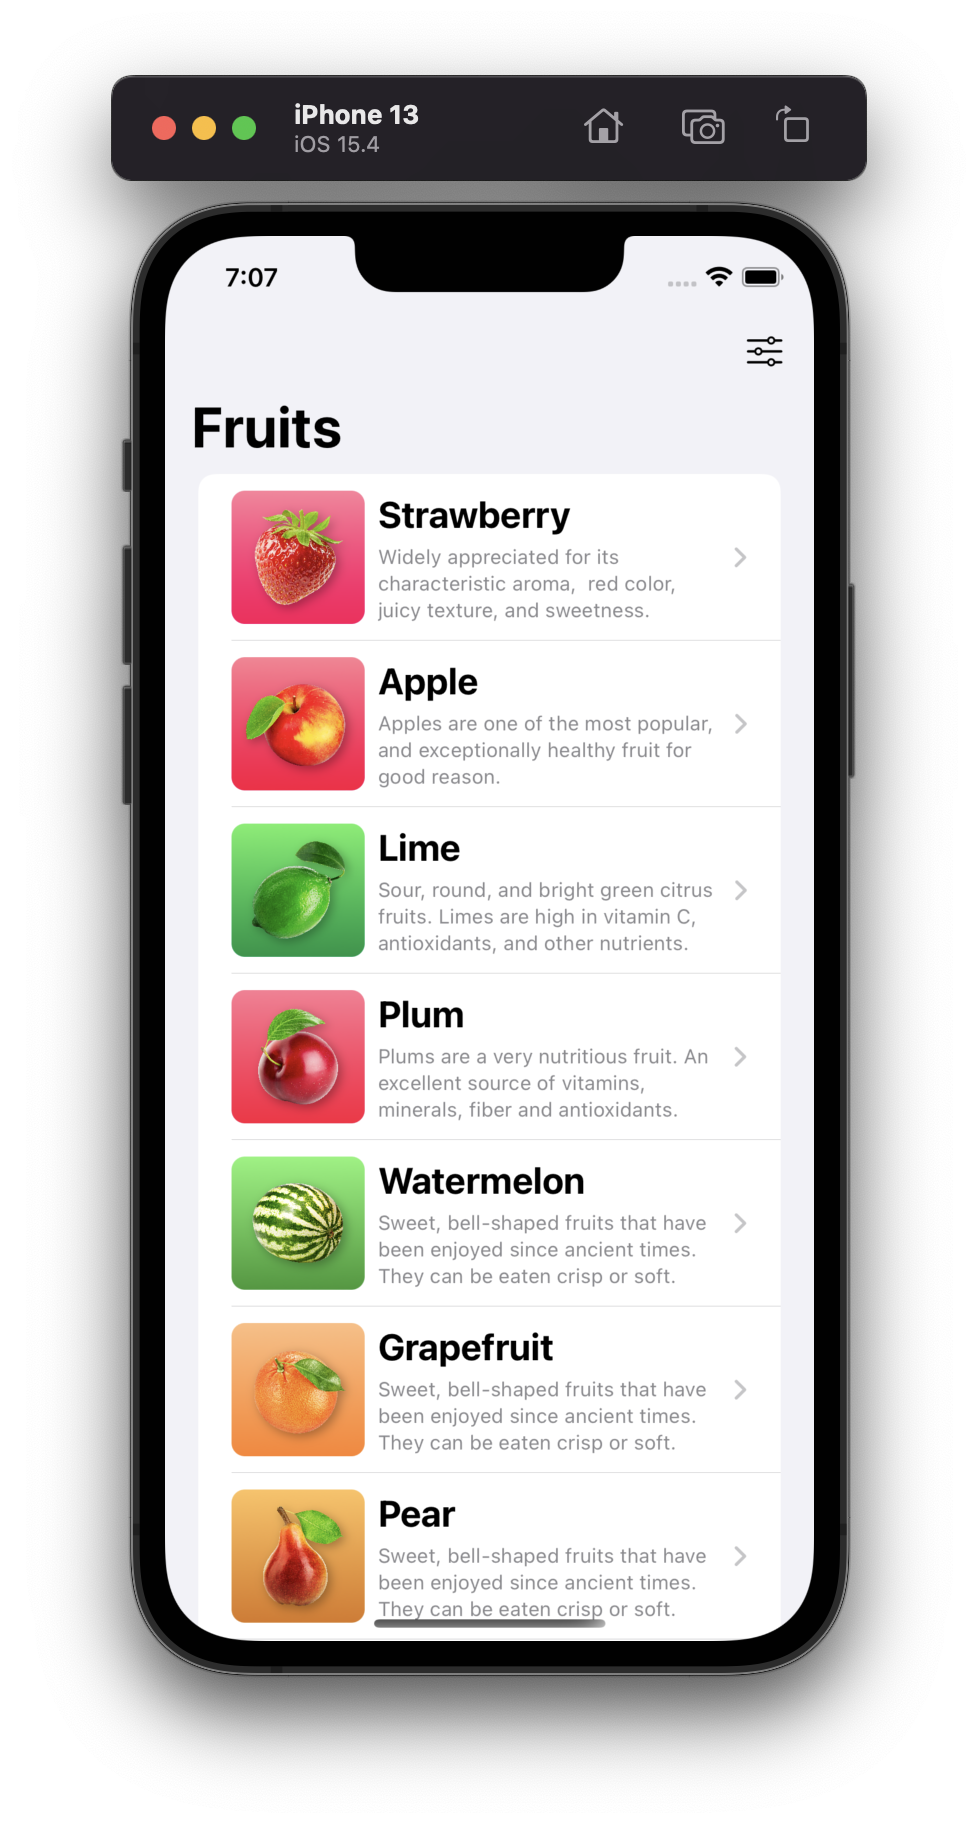 iPhone 13
iOS 15.4
7:07
Fruits
Strawberry
Widely appreciated for its
characteristic aroma,  red color,
juicy texture, and sweetness.
Apple
Apples are one of the most popular,
and exceptionally healthy fruit for
good reason.
Lime
Sour, round, and bright green citrus
fruits. Limes are high in vitamin C,
antioxidants, and other nutrients.
Plum
Plums are a very nutritious fruit. An
excellent source of vitamins,
minerals, fiber and antioxidants.
Watermelon
Sweet, bell-shaped fruits that have
been enjoyed since ancient times.
They can be eaten crisp or soft.
Grapefruit
Sweet, bell-shaped fruits that have
been enjoyed since ancient times.
They can be eaten crisp or soft.
Pear
Sweet, bell-shaped fruits that have
been enjoyed since ancient times.
They can be eaten crisp or soft.